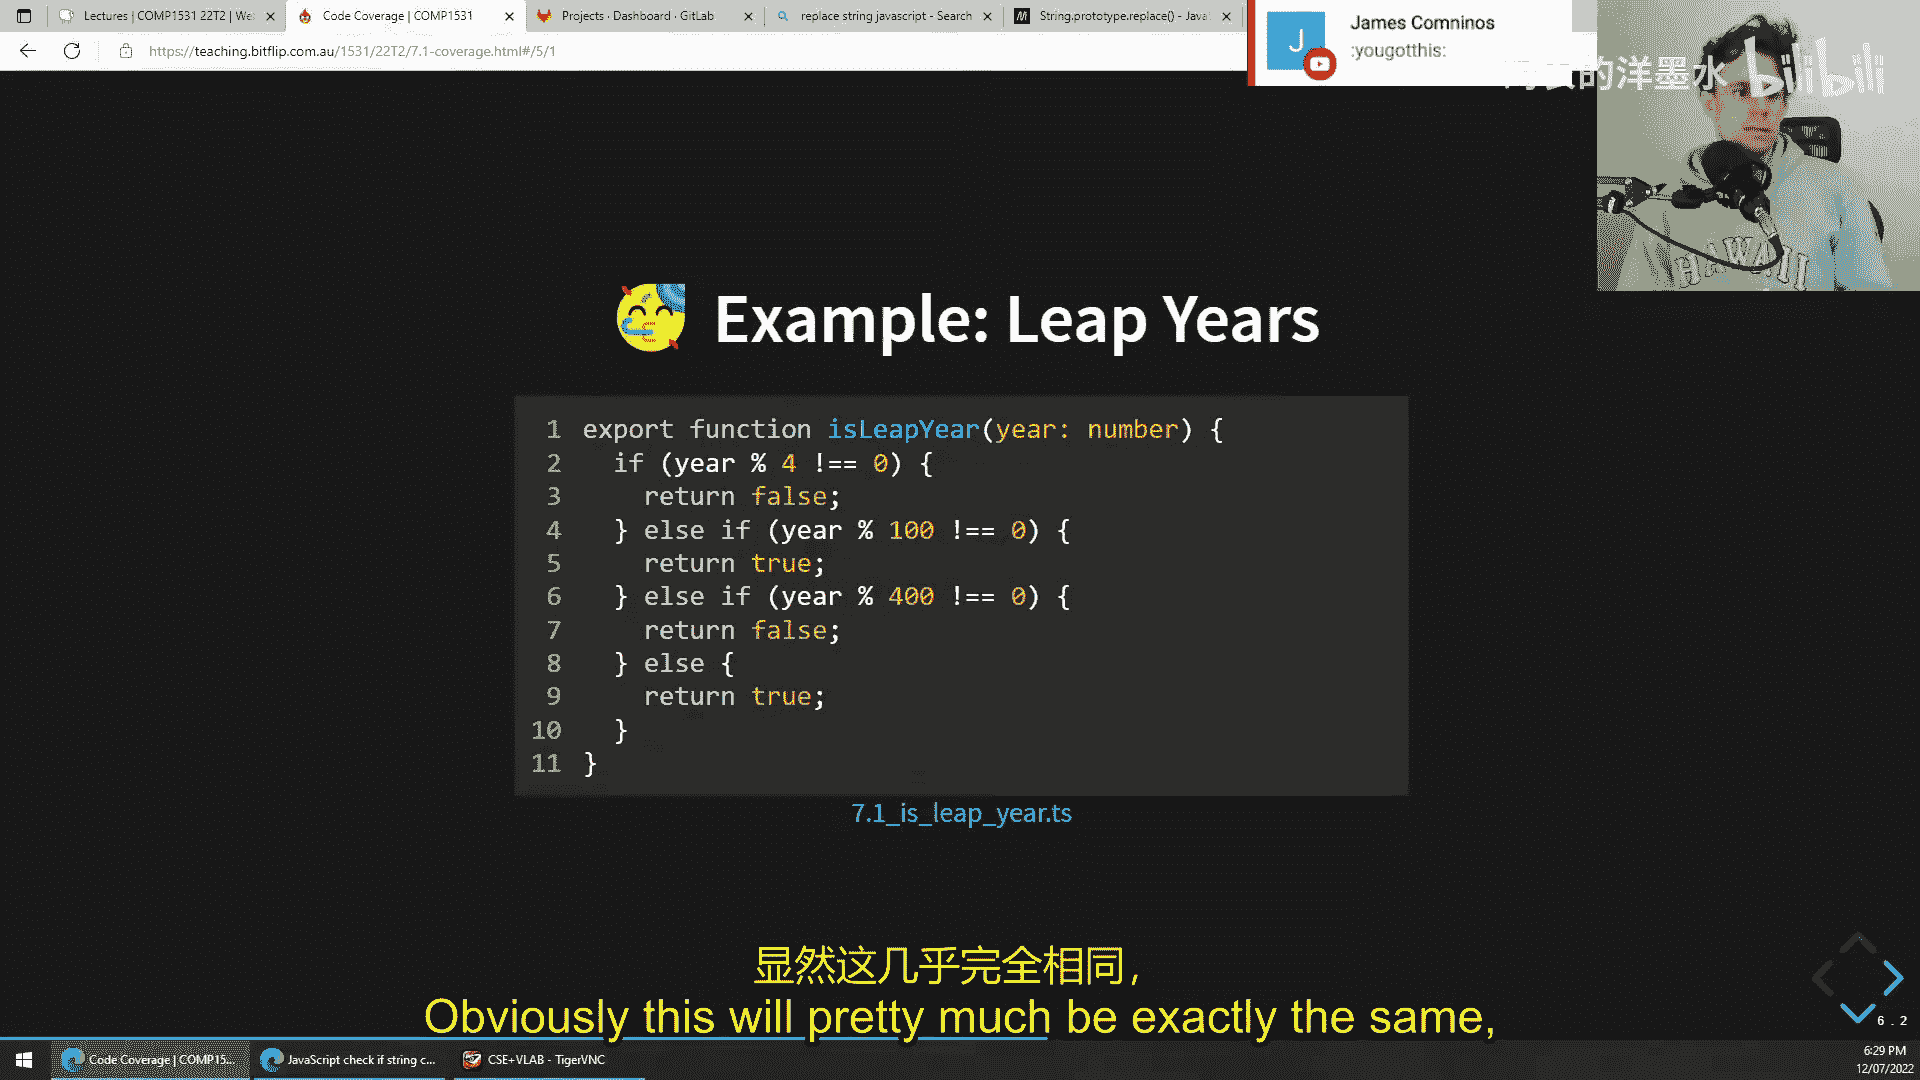 Lectures | COMP1531 22T2 | We
Code Coverage | COMP1531
Projects · Dashboard · GitLab
replace string javascript - Search
String.prototype.replace() - Java
https://teaching.bitflip.com.au/1531/22T2/7.1-coverage.html#/5/1
J
James Comninos
:yougotthis:
的洋墨水
bilibili
HAWAII
Example: Leap Years
1 export function isLeapYear(year: number) {
2 if (year % 4 !== 0) {
3 return false;
4 } else if (year % 100 !== 0) {
5 return true;
6 } else if (year % 400 !== 0) {
7 return false;
8 } else {
9 return true;
10 }
11 }
7.1_is_leap_year.ts
显然这几乎完全相同,
Obviously this will pretty much be exactly the same,
6 . 2
Code Coverage | COMP15...
JavaScript check if string c...
CSE+VLAB - TigerVNC
6:29 PM
12/07/2022